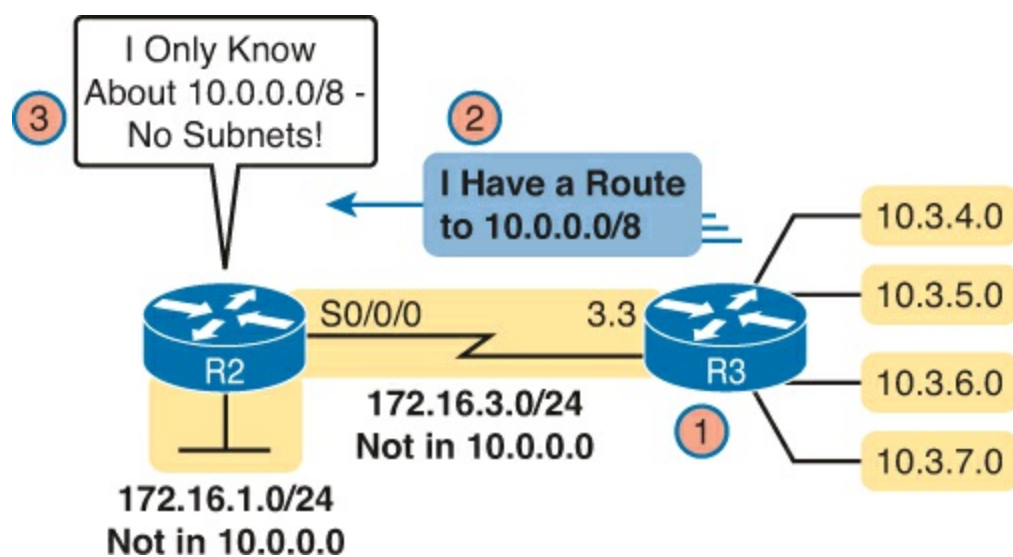 I Only Know
About 10.0.0.0/8 -
No Subnets!
3
2
I Have a Route
to 10.0.0.0/8
10.3.4.0
10.3.5.0
10.3.6.0
10.3.7.0
S0/0/0
3.3
R2
R3
1
172.16.3.0/24
Not in 10.0.0.0
172.16.1.0/24
Not in 10.0.0.0